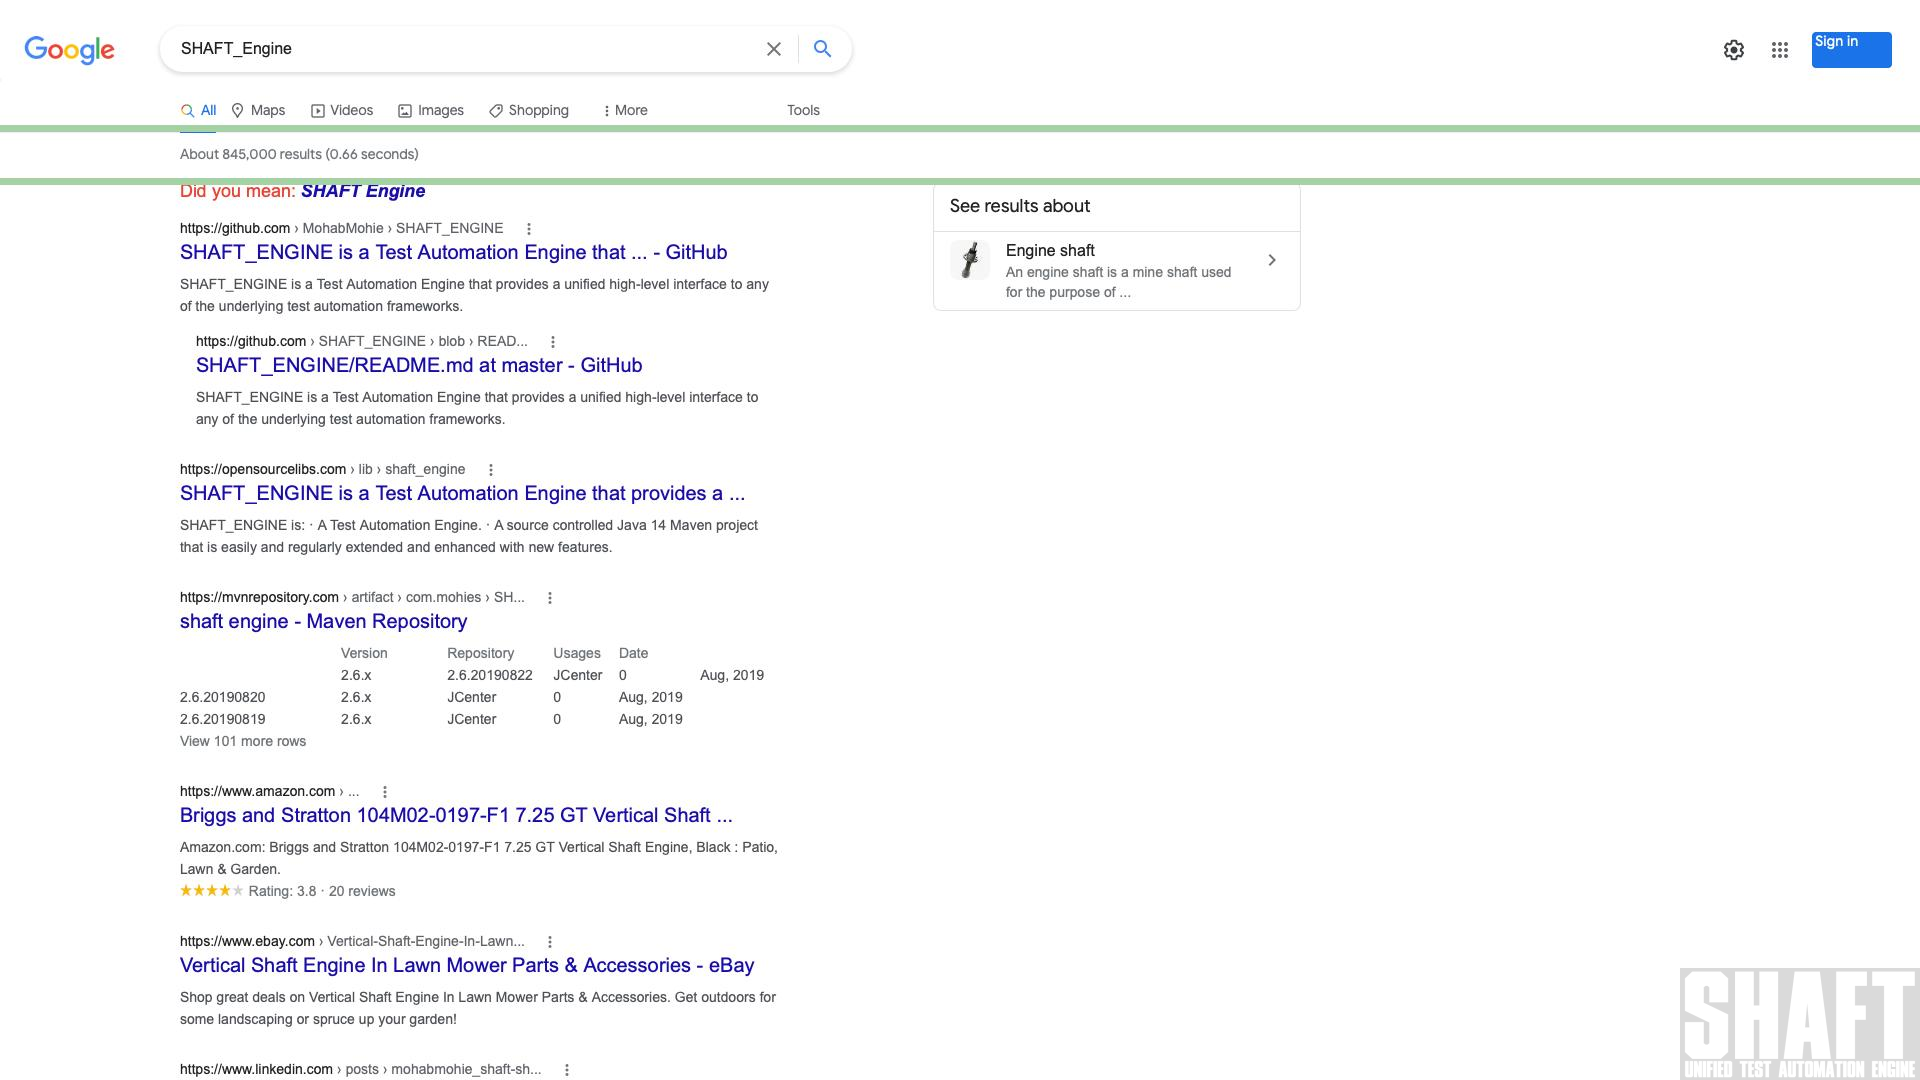 Google
SHAFT_Engine
Sign in
All
Maps
Videos
Images
Shopping
More
Tools
About 845,000 results (0.66 seconds)
Did you mean: SHAFT Engine
https://github.com › MohabMohie › SHAFT_ENGINE
SHAFT_ENGINE is a Test Automation Engine that ... - GitHub
SHAFT_ENGINE is a Test Automation Engine that provides a unified high-level interface to any
of the underlying test automation frameworks.
https://github.com › SHAFT_ENGINE › blob › READ...
SHAFT_ENGINE/README.md at master - GitHub
SHAFT_ENGINE is a Test Automation Engine that provides a unified high-level interface to
any of the underlying test automation frameworks.
https://opensourcelibs.com › lib › shaft_engine
SHAFT_ENGINE is a Test Automation Engine that provides a ...
SHAFT_ENGINE is: · A Test Automation Engine. · A source controlled Java 14 Maven project
that is easily and regularly extended and enhanced with new features.
https://mvnrepository.com › artifact › com.mohies › SH...
shaft engine - Maven Repository
Version Repository Usages Date
2.6.x 2.6.20190822 JCenter 0 Aug, 2019
2.6.20190820 2.6.x JCenter 0 Aug, 2019
2.6.20190819 2.6.x JCenter 0 Aug, 2019
View 101 more rows
https://www.amazon.com › ...
Briggs and Stratton 104M02-0197-F1 7.25 GT Vertical Shaft ...
Amazon.com: Briggs and Stratton 104M02-0197-F1 7.25 GT Vertical Shaft Engine, Black : Patio,
Lawn & Garden.
Rating: 3.8 · 20 reviews
https://www.ebay.com › Vertical-Shaft-Engine-In-Lawn...
Vertical Shaft Engine In Lawn Mower Parts & Accessories - eBay
Shop great deals on Vertical Shaft Engine In Lawn Mower Parts & Accessories. Get outdoors for
some landscaping or spruce up your garden!
https://www.linkedin.com › posts › mohabmohie_shaft-sh...
See results about
Engine shaft
An engine shaft is a mine shaft used
for the purpose of ...
SHAFT
UNIFIED TEST AUTOMATION ENGINE